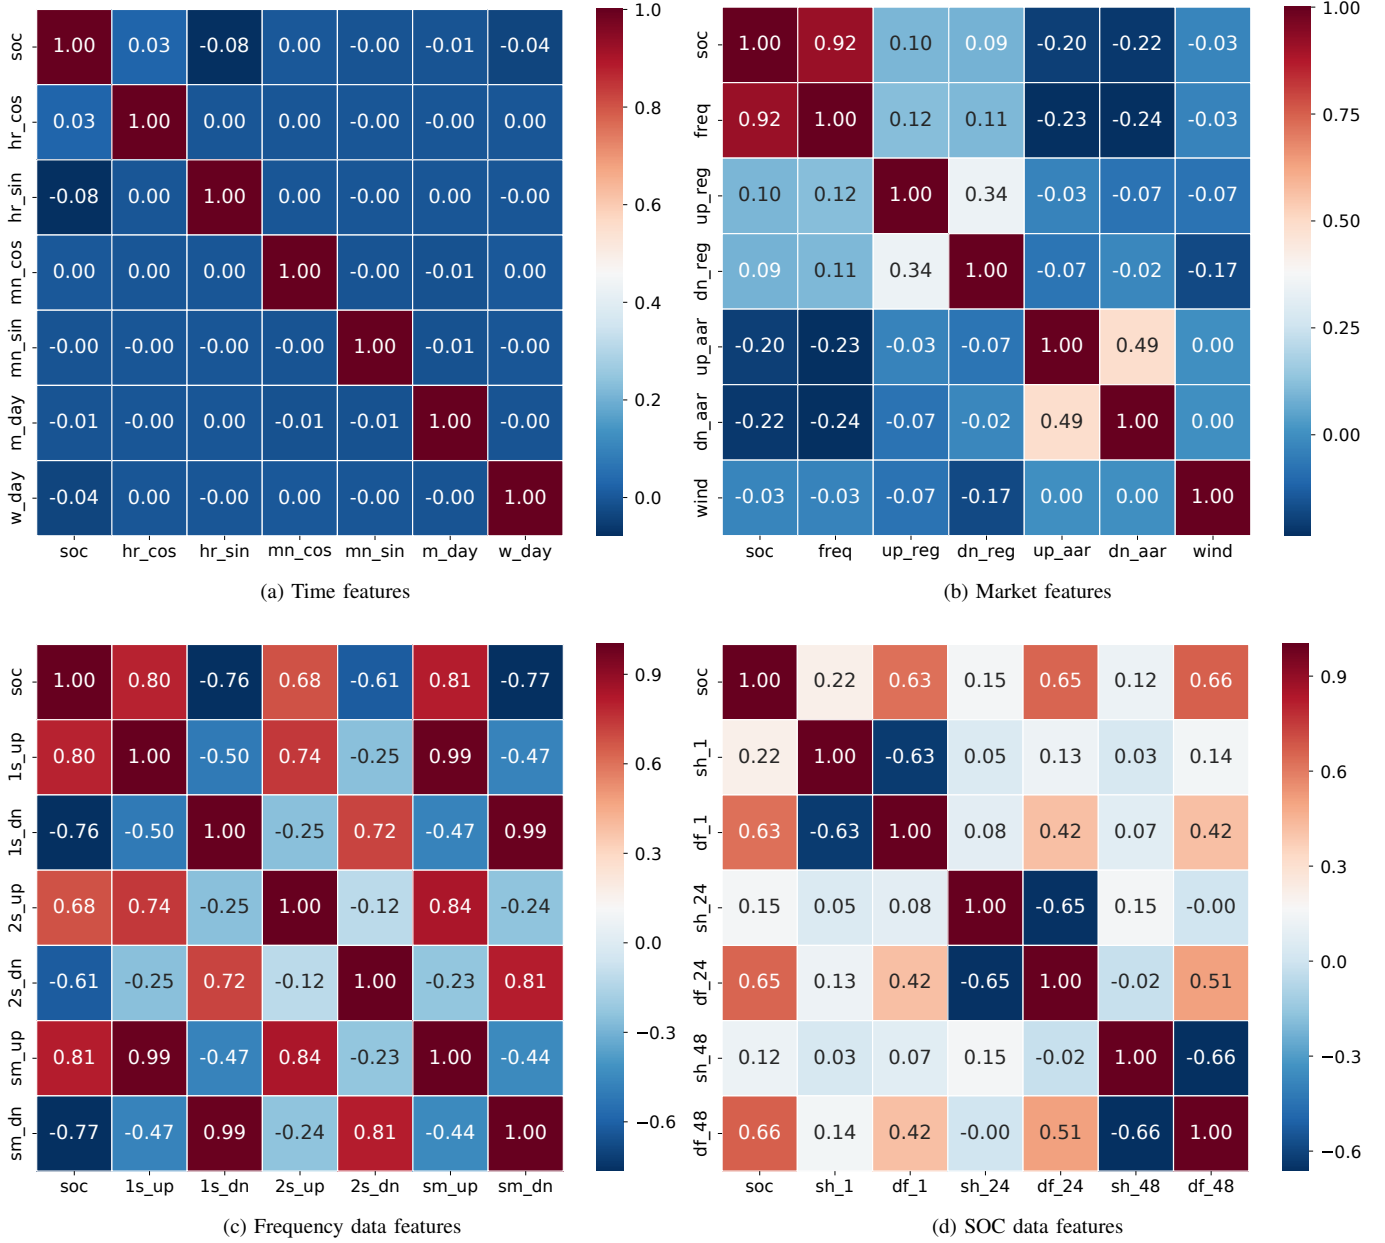 soc 1.00 0.03 -0.08 0.00 -0.00 -0.01 -0.04
hr_cos 0.03 1.00 0.00 0.00 -0.00 -0.00 0.00
hr_sin -0.08 0.00 1.00 0.00 -0.00 0.00 -0.00
mn_cos 0.00 0.00 0.00 1.00 -0.00 -0.01 0.00
mn_sin -0.00 -0.00 -0.00 -0.00 1.00 -0.01 -0.00
m_day -0.01 -0.00 0.00 -0.01 -0.01 1.00 -0.00
w_day -0.04 0.00 -0.00 0.00 -0.00 -0.00 1.00
soc hr_cos hr_sin mn_cos mn_sin m_day w_day
1.0
0.8
0.6
0.4
0.2
0.0
(a) Time features
soc 1.00 0.92 0.10 0.09 -0.20 -0.22 -0.03
freq 0.92 1.00 0.12 0.11 -0.23 -0.24 -0.03
up_reg 0.10 0.12 1.00 0.34 -0.03 -0.07 -0.07
dn_reg 0.09 0.11 0.34 1.00 -0.07 -0.02 -0.17
up_aar -0.20 -0.23 -0.03 -0.07 1.00 0.49 0.00
dn_aar -0.22 -0.24 -0.07 -0.02 0.49 1.00 0.00
wind -0.03 -0.03 -0.07 -0.17 0.00 0.00 1.00
soc freq up_reg dn_reg up_aar dn_aar wind
1.00
0.75
0.50
0.25
0.00
(b) Market features
soc 1.00 0.80 -0.76 0.68 -0.61 0.81 -0.77
1s_up 0.80 1.00 -0.50 0.74 -0.25 0.99 -0.47
1s_dn -0.76 -0.50 1.00 -0.25 0.72 -0.47 0.99
2s_up 0.68 0.74 -0.25 1.00 -0.12 0.84 -0.24
2s_dn -0.61 -0.25 0.72 -0.12 1.00 -0.23 0.81
sm_up 0.81 0.99 -0.47 0.84 -0.23 1.00 -0.44
sm_dn -0.77 -0.47 0.99 -0.24 0.81 -0.44 1.00
soc 1s_up 1s_dn 2s_up 2s_dn sm_up sm_dn
0.9
0.6
0.3
0.0
−0.3
−0.6
(c) Frequency data features
soc 1.00 0.22 0.63 0.15 0.65 0.12 0.66
sh_1 0.22 1.00 -0.63 0.05 0.13 0.03 0.14
df_1 0.63 -0.63 1.00 0.08 0.42 0.07 0.42
sh_24 0.15 0.05 0.08 1.00 -0.65 0.15 -0.00
df_24 0.65 0.13 0.42 -0.65 1.00 -0.02 0.51
sh_48 0.12 0.03 0.07 0.15 -0.02 1.00 -0.66
df_48 0.66 0.14 0.42 -0.00 0.51 -0.66 1.00
soc sh_1 df_1 sh_24 df_24 sh_48 df_48
0.9
0.6
0.3
0.0
−0.3
−0.6
(d) SOC data features